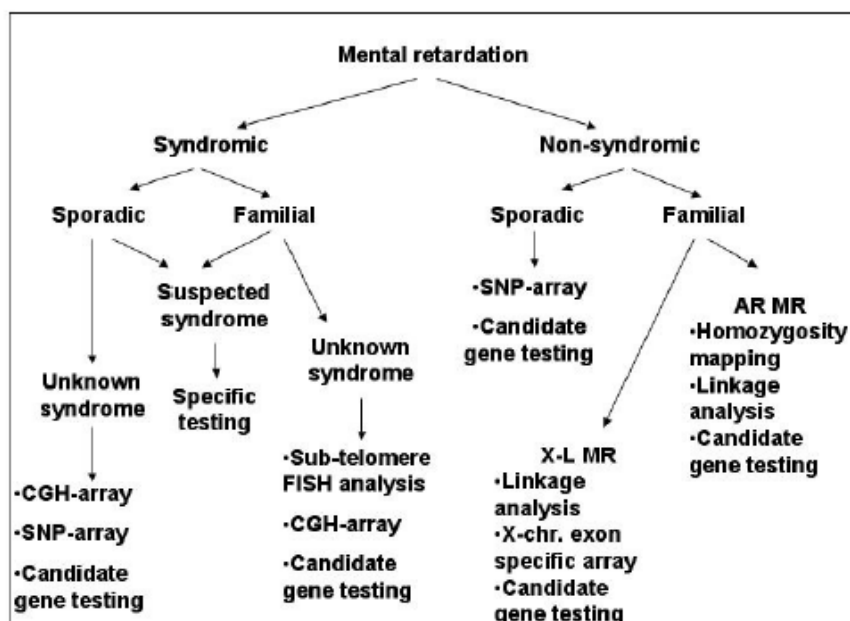 Mental retardation
Syndromic
Non-syndromic
Sporadic
Familial
Sporadic
Familial
Suspected
syndrome
Specific
testing
Unknown
syndrome
•CGH-array
•SNP-array
•Candidate
gene testing
Unknown
syndrome
•Sub-telomere
FISH analysis
•CGH-array
•Candidate
gene testing
•SNP-array
•Candidate
gene testing
X-L MR
•Linkage
analysis
•X-chr. exon
specific array
•Candidate
gene testing
AR MR
•Homozygosity
mapping
•Linkage
analysis
•Candidate
gene testing